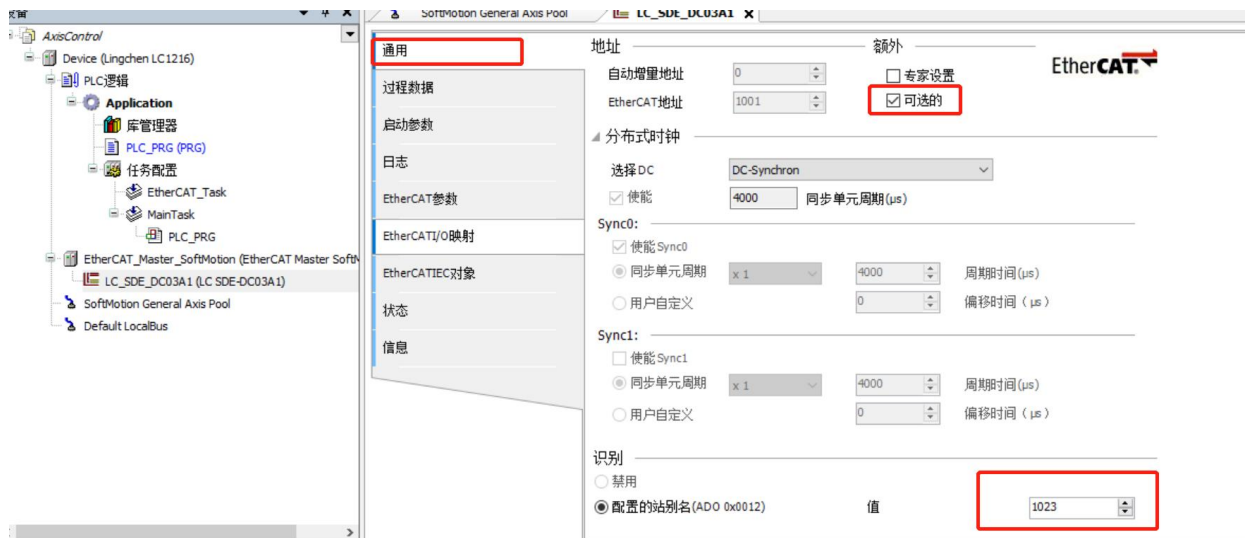 设备
SoftMotion General Axis Pool
LC_SDE_DC03A1 X
AxisControl
Device (Lingchen LC1216)
PLC逻辑
Application
库管理器
PLC_PRG (PRG)
任务配置
EtherCAT_Task
MainTask
PLC_PRG
EtherCAT_Master_SoftMotion (EtherCAT Master Soft
LC_SDE_DC03A1 (LC SDE-DC03A1)
SoftMotion General Axis Pool
Default LocalBus
通用
过程数据
启动参数
日志
EtherCAT参数
EtherCATI/O映射
EtherCATIEC对象
状态
信息
地址
自动增量地址 0
EtherCAT地址 1001
额外
专家设置
可选的
EtherCAT.
分布式时钟
选择DC DC-Synchron
使能 4000 同步单元周期(μs)
Sync0:
使能Sync0
同步单元周期 x 1 4000 周期时间(μs)
用户自定义 0 偏移时间（μs）
Sync1:
使能Sync1
同步单元周期 x 1 4000 周期时间(μs)
用户自定义 0 偏移时间（μs）
识别
禁用
配置的站别名(ADO 0x0012) 值 1023